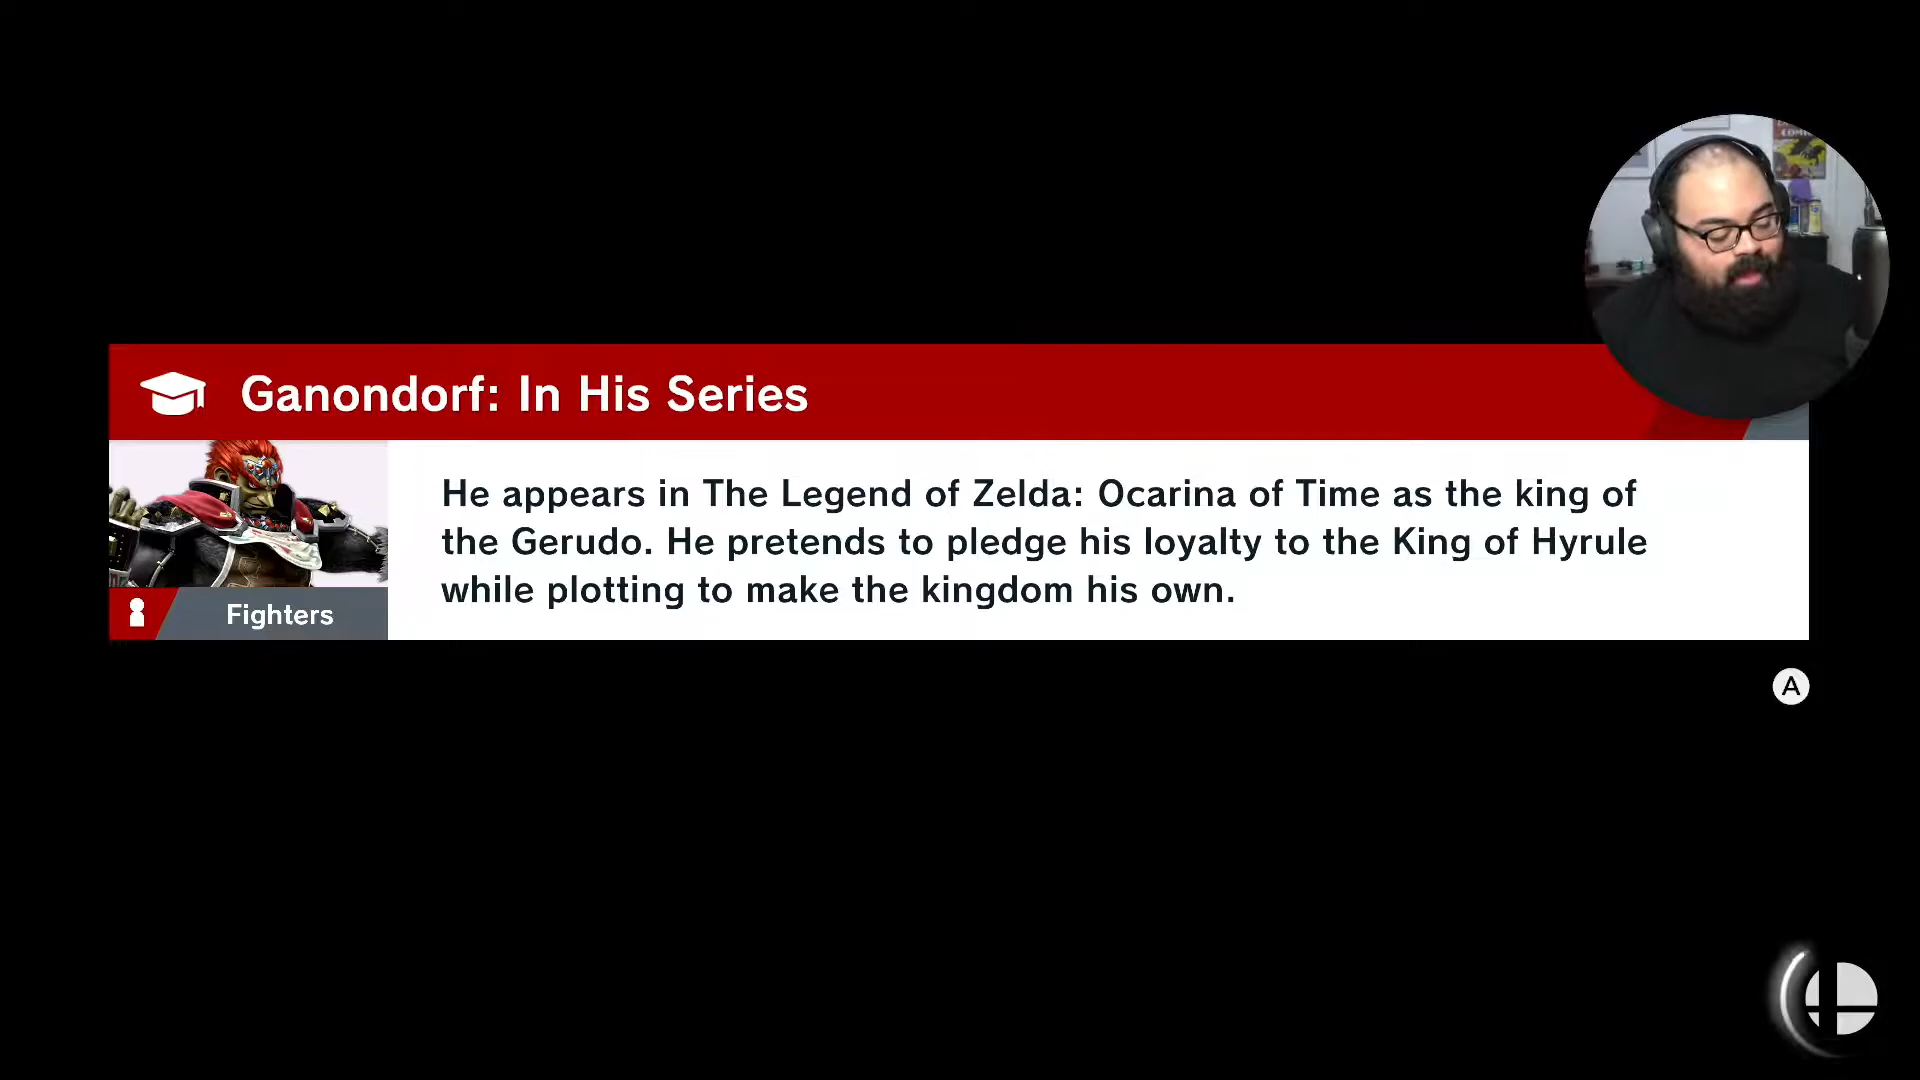 Ganondorf: In His Series
He appears in The Legend of Zelda: Ocarina of Time as the king of
the Gerudo. He pretends to pledge his loyalty to the King of Hyrule
while plotting to make the kingdom his own.
Fighters
A